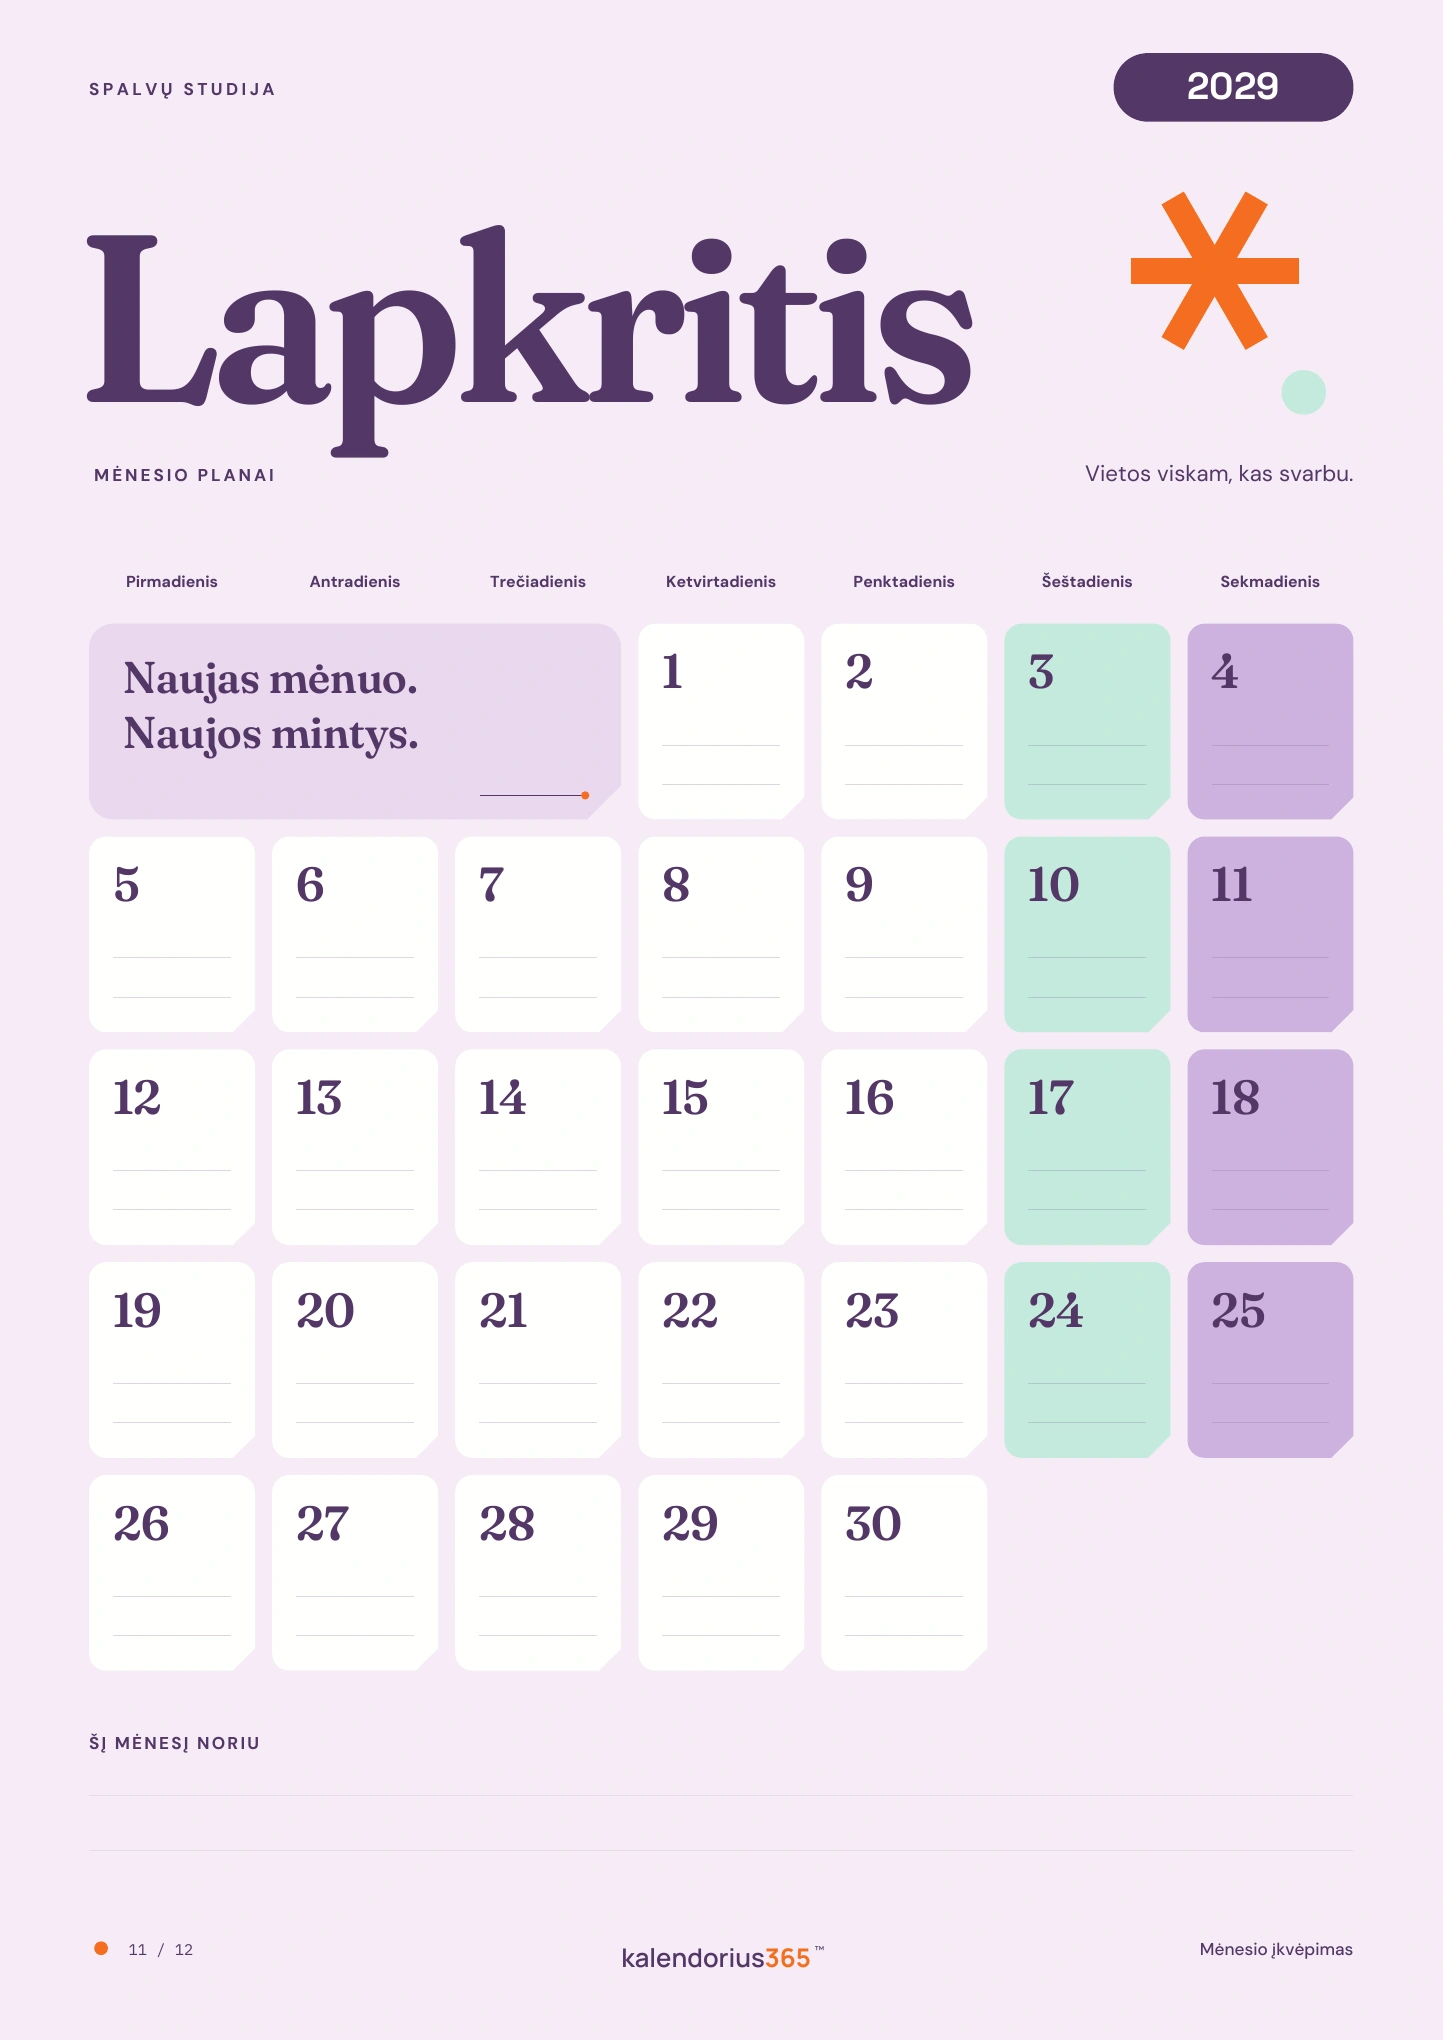 SPALVŲ STUDIJA
2029
Lapkritis
MĖNESIO PLANAI
Vietos viskam, kas svarbu.
Pirmadienis Antradienis Trečiadienis Ketvirtadienis Penktadienis Šeštadienis Sekmadienis
Naujas mėnuo.
Naujos mintys.
1 2 3 4
5 6 7 8 9 10 11
12 13 14 15 16 17 18
19 20 21 22 23 24 25
26 27 28 29 30
ŠĮ MĖNESĮ NORIU
11 / 12
kalendorius365™
Mėnesio įkvėpimas